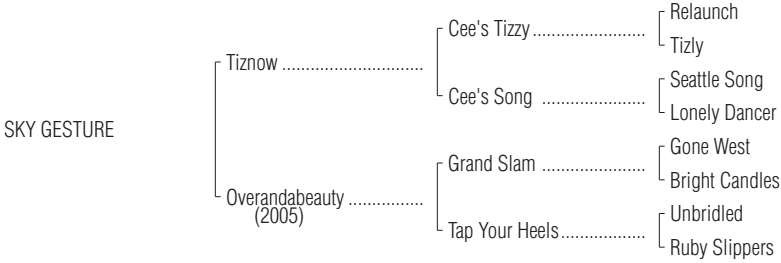 Relaunch
Cee's Tizzy ..........................
Tizly
Tiznow .................................
Seattle Song
Cee's Song ........................
Lonely Dancer
SKY GESTURE
Gone West
Grand Slam ........................
Bright Candles
Overandabeauty .................
(2005)
Unbridled
Tap Your Heels....................
Ruby Slippers